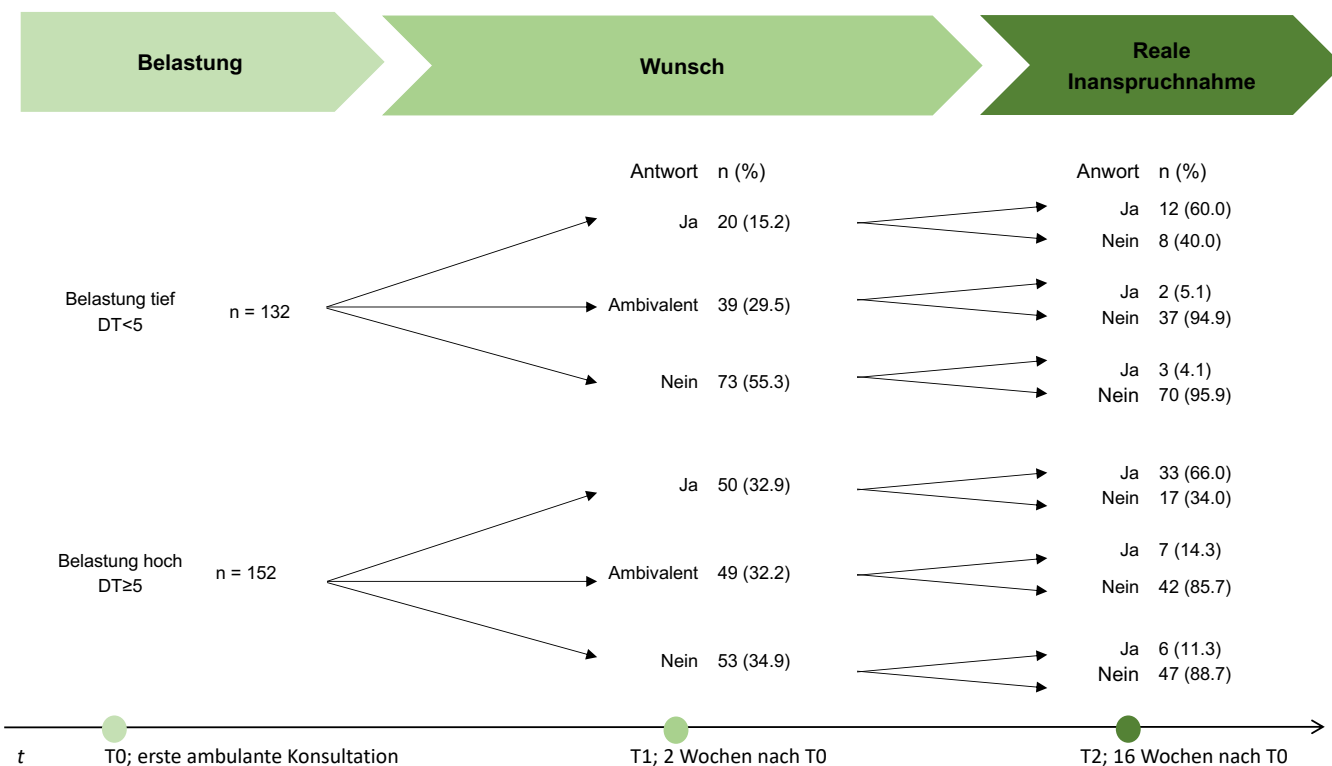 Belastung
Wunsch
Reale
Inanspruchnahme
Antwort n (%)
Anwort n (%)
Ja 20 (15.2)
Ja 12 (60.0)
Nein 8 (40.0)
Belastung tief
DT<5
n = 132
Ambivalent 39 (29.5)
Ja 2 (5.1)
Nein 37 (94.9)
Nein 73 (55.3)
Ja 3 (4.1)
Nein 70 (95.9)
Ja 50 (32.9)
Ja 33 (66.0)
Nein 17 (34.0)
Belastung hoch
DT≥5
n = 152
Ambivalent 49 (32.2)
Ja 7 (14.3)
Nein 42 (85.7)
Nein 53 (34.9)
Ja 6 (11.3)
Nein 47 (88.7)
t
T0; erste ambulante Konsultation
T1; 2 Wochen nach T0
T2; 16 Wochen nach T0